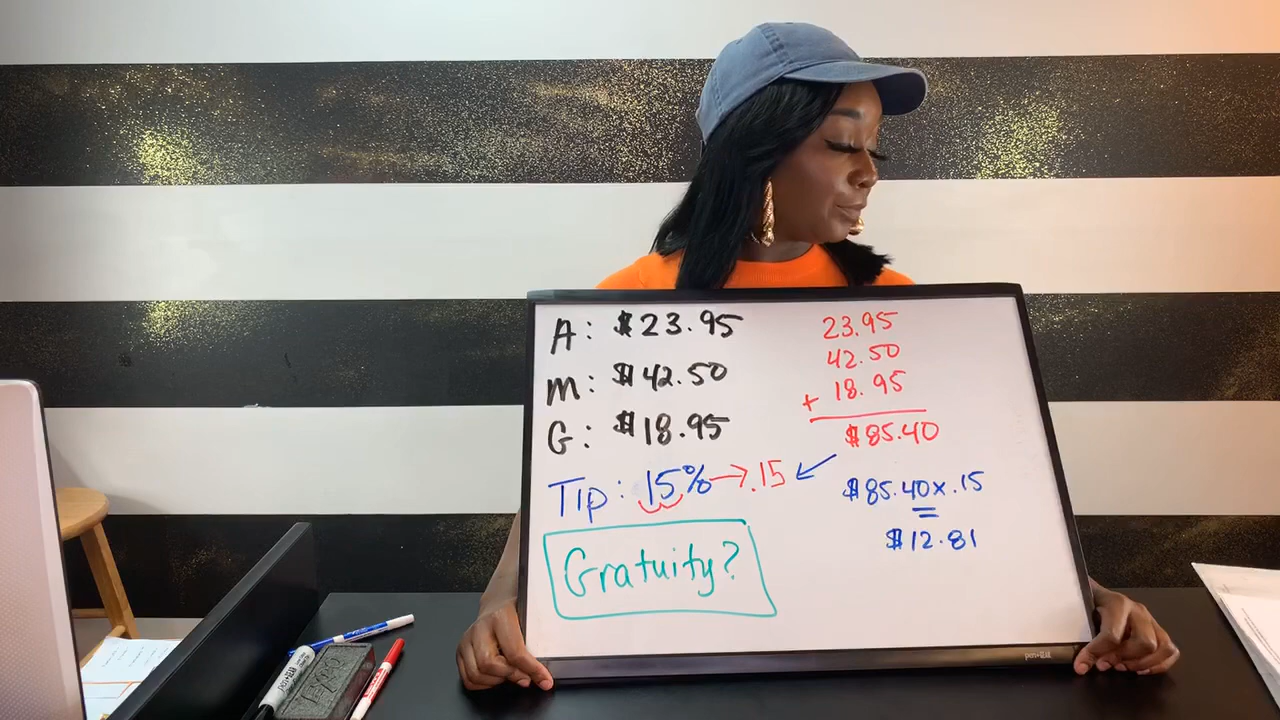 A: $23.95
M: $42.50
G: $18.95
Tip: 15% → .15
Gratuity?
23.95
42.50
+ 18.95
$85.40
$85.40 x .15
=
$12.81
EXPO